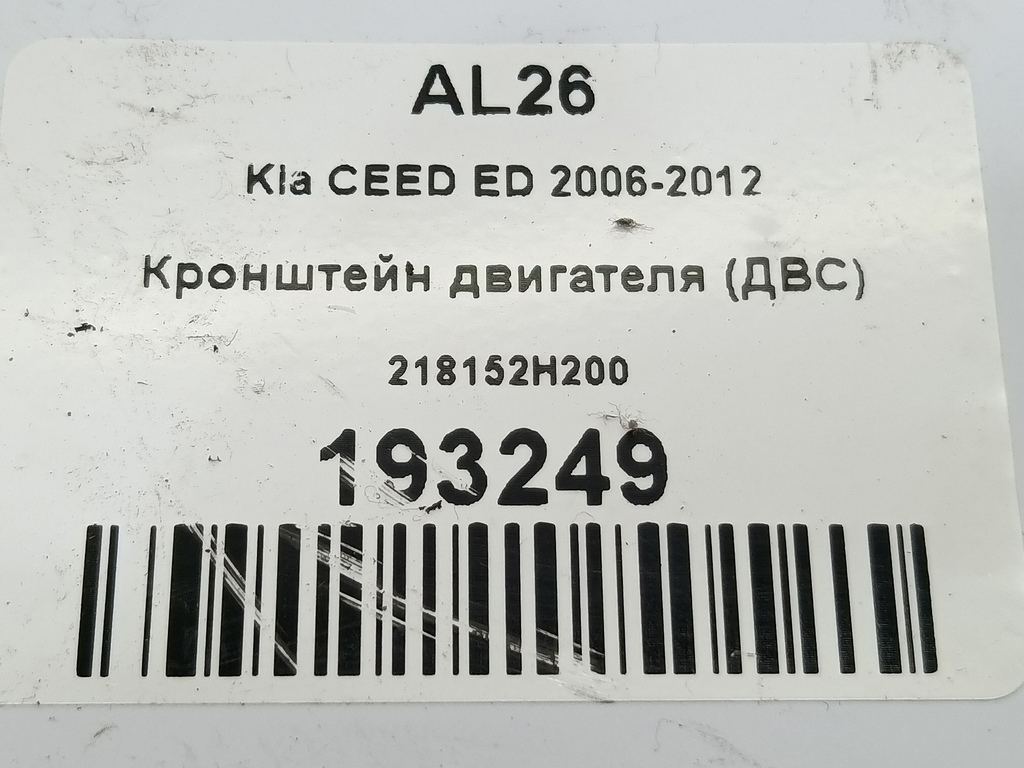 AL26
Kia CEED ED 2006-2012
Кронштейн двигателя (ДВС)
218152H200
193249